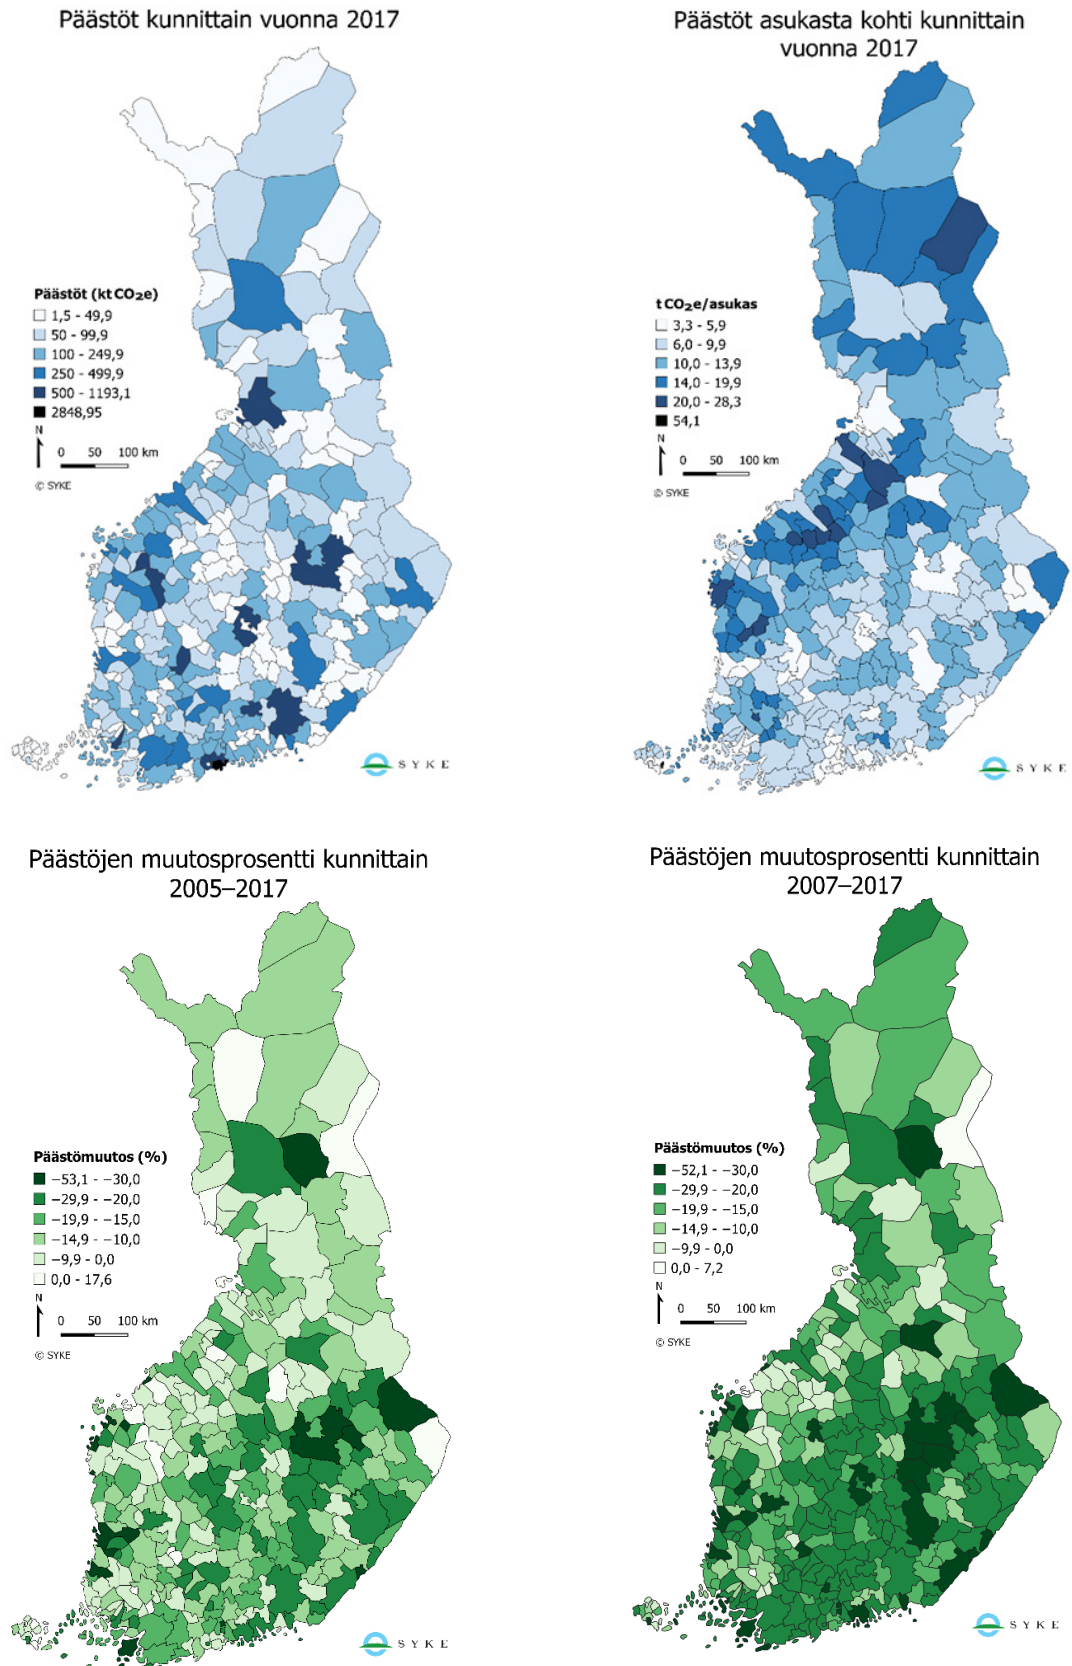 Päästöt kunnittain vuonna 2017
Päästöt (kt CO₂e)
1,5 - 49,9
50 - 99,9
100 - 249,9
250 - 499,9
500 - 1193,1
2848,95
N
0 50 100 km
© SYKE
SYKE
Päästöt asukasta kohti kunnittain
vuonna 2017
t CO₂e/asukas
3,3 - 5,9
6,0 - 9,9
10,0 - 13,9
14,0 - 19,9
20,0 - 28,3
54,1
N
0 50 100 km
© SYKE
SYKE
Päästöjen muutosprosentti kunnittain
2005–2017
Päästömuutos (%)
−53,1 - −30,0
−29,9 - −20,0
−19,9 - −15,0
−14,9 - −10,0
−9,9 - 0,0
0,0 - 17,6
N
0 50 100 km
© SYKE
SYKE
Päästöjen muutosprosentti kunnittain
2007–2017
Päästömuutos (%)
−52,1 - −30,0
−29,9 - −20,0
−19,9 - −15,0
−14,9 - −10,0
−9,9 - 0,0
0,0 - 7,2
N
0 50 100 km
© SYKE
SYKE